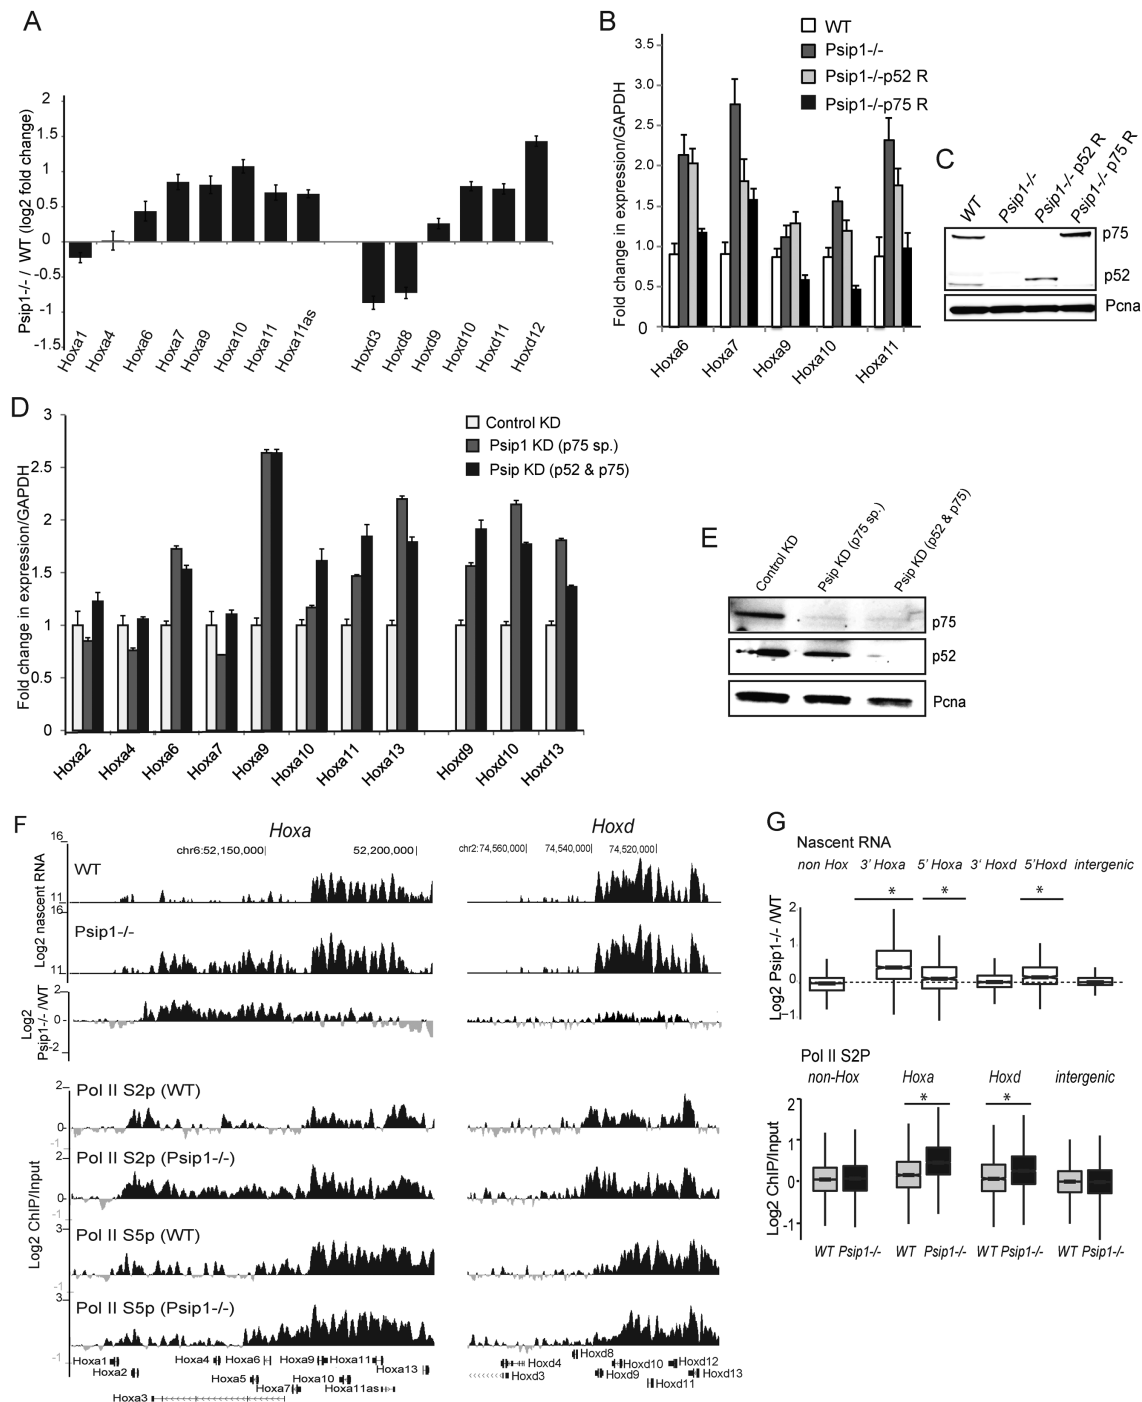 A
Psip1-/- / WT (log2 fold change)
2
1.5
1
0.5
0
-0.5
-1
-1.5
Hoxa1
Hoxa4
Hoxa6
Hoxa7
Hoxa9
Hoxa10
Hoxa11
Hoxa11as
Hoxd3
Hoxd8
Hoxd9
Hoxd10
Hoxd11
Hoxd12
B
WT
Psip1-/-
Psip1-/-p52 R
Psip1-/-p75 R
Fold change in expression/GAPDH
3.5
3.0
2.5
2.0
1.5
1.0
0.5
0
Hoxa6
Hoxa7
Hoxa9
Hoxa10
Hoxa11
C
WT
Psip1-/-
Psip1-/- p52 R
Psip1-/- p75 R
p75
p52
Pcna
D
Control KD
Psip1 KD (p75 sp.)
Psip KD (p52 & p75)
Fold change in expression/GAPDH
3
2.5
2
1.5
1
0.5
0
Hoxa2
Hoxa4
Hoxa6
Hoxa7
Hoxa9
Hoxa10
Hoxa11
Hoxa13
Hoxd9
Hoxd10
Hoxd13
E
Control KD
Psip KD (p75 sp.)
Psip KD (p52 & p75)
p75
p52
Pcna
F
Hoxa
Hoxd
chr6:52,150,000|
52,200,000|
chr2:74,560,000|
74,540,000|
74,520,000|
Log2 nascent RNA
16
WT
11
16
Psip1-/-
11
Log2
Psip1-/- /WT
2
0
-2
Log2 ChIP/Input
2
Pol II S2p (WT)
0
-1
2
Pol II S2p (Psip1-/-)
0
-1
3
Pol II S5p (WT)
-1
3
Pol II S5p (Psip1-/-)
-1
Hoxa1
Hoxa4
Hoxa6
Hoxa9
Hoxa11
Hoxa2
Hoxa13
Hoxa5
Hoxa10
Hoxa7
Hoxa11as
Hoxa3
Hoxd8
Hoxd4
Hoxd10
Hoxd12
Hoxd3
Hoxd9
Hoxd13
Hoxd11
G
Nascent RNA
non Hox 3' Hoxa 5' Hoxa 3' Hoxd 5'Hoxd intergenic
* * *
Log2 Psip1-/- /WT
2
1
0
-1
Pol II S2P
non-Hox Hoxa Hoxd intergenic
* *
Log2 ChIP/Input
2
1
0
-1
WT Psip1-/- WT Psip1-/- WT Psip1-/- WT Psip1-/-